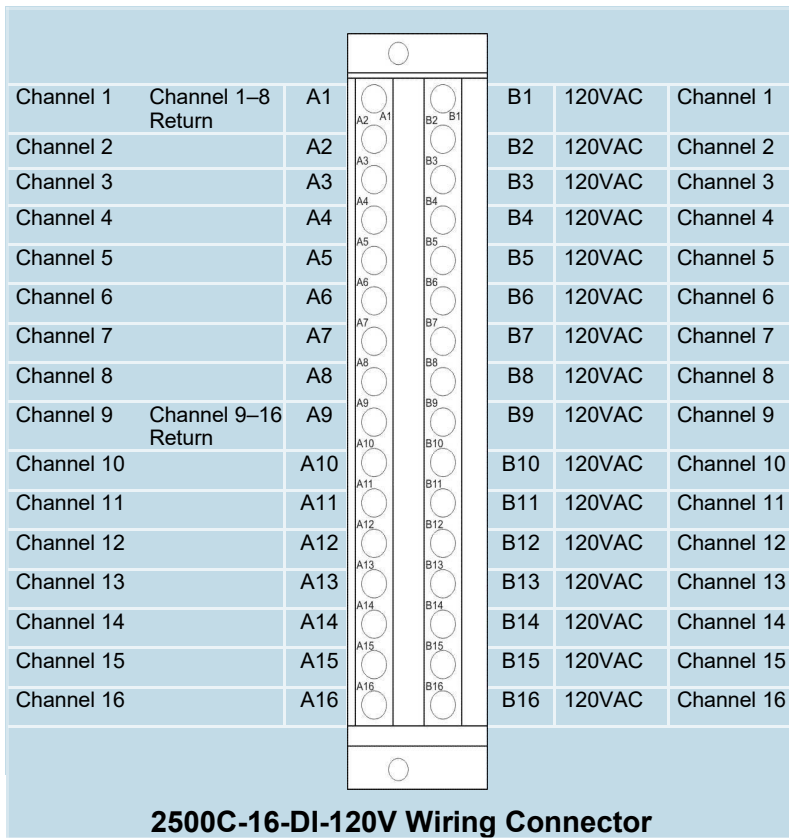 Channel 1 Channel 1–8 A1 B1 120VAC Channel 1
Return
A2 A1 B2 B1
Channel 2 A2 B2 120VAC Channel 2
A3 B3
Channel 3 A3 B3 120VAC Channel 3
A4 B4
Channel 4 A4 B4 120VAC Channel 4
A5 B5
Channel 5 A5 B5 120VAC Channel 5
A6 B6
Channel 6 A6 B6 120VAC Channel 6
A7 B7
Channel 7 A7 B7 120VAC Channel 7
A8 B8
Channel 8 A8 B8 120VAC Channel 8
A9 B9
Channel 9 Channel 9–16 A9 B9 120VAC Channel 9
Return
A10 B10
Channel 10 A10 B10 120VAC Channel 10
A11 B11
Channel 11 A11 B11 120VAC Channel 11
A12 B12
Channel 12 A12 B12 120VAC Channel 12
A13 B13
Channel 13 A13 B13 120VAC Channel 13
A14 B14
Channel 14 A14 B14 120VAC Channel 14
A15 B15
Channel 15 A15 B15 120VAC Channel 15
A16 B16
Channel 16 A16 B16 120VAC Channel 16
2500C-16-DI-120V Wiring Connector